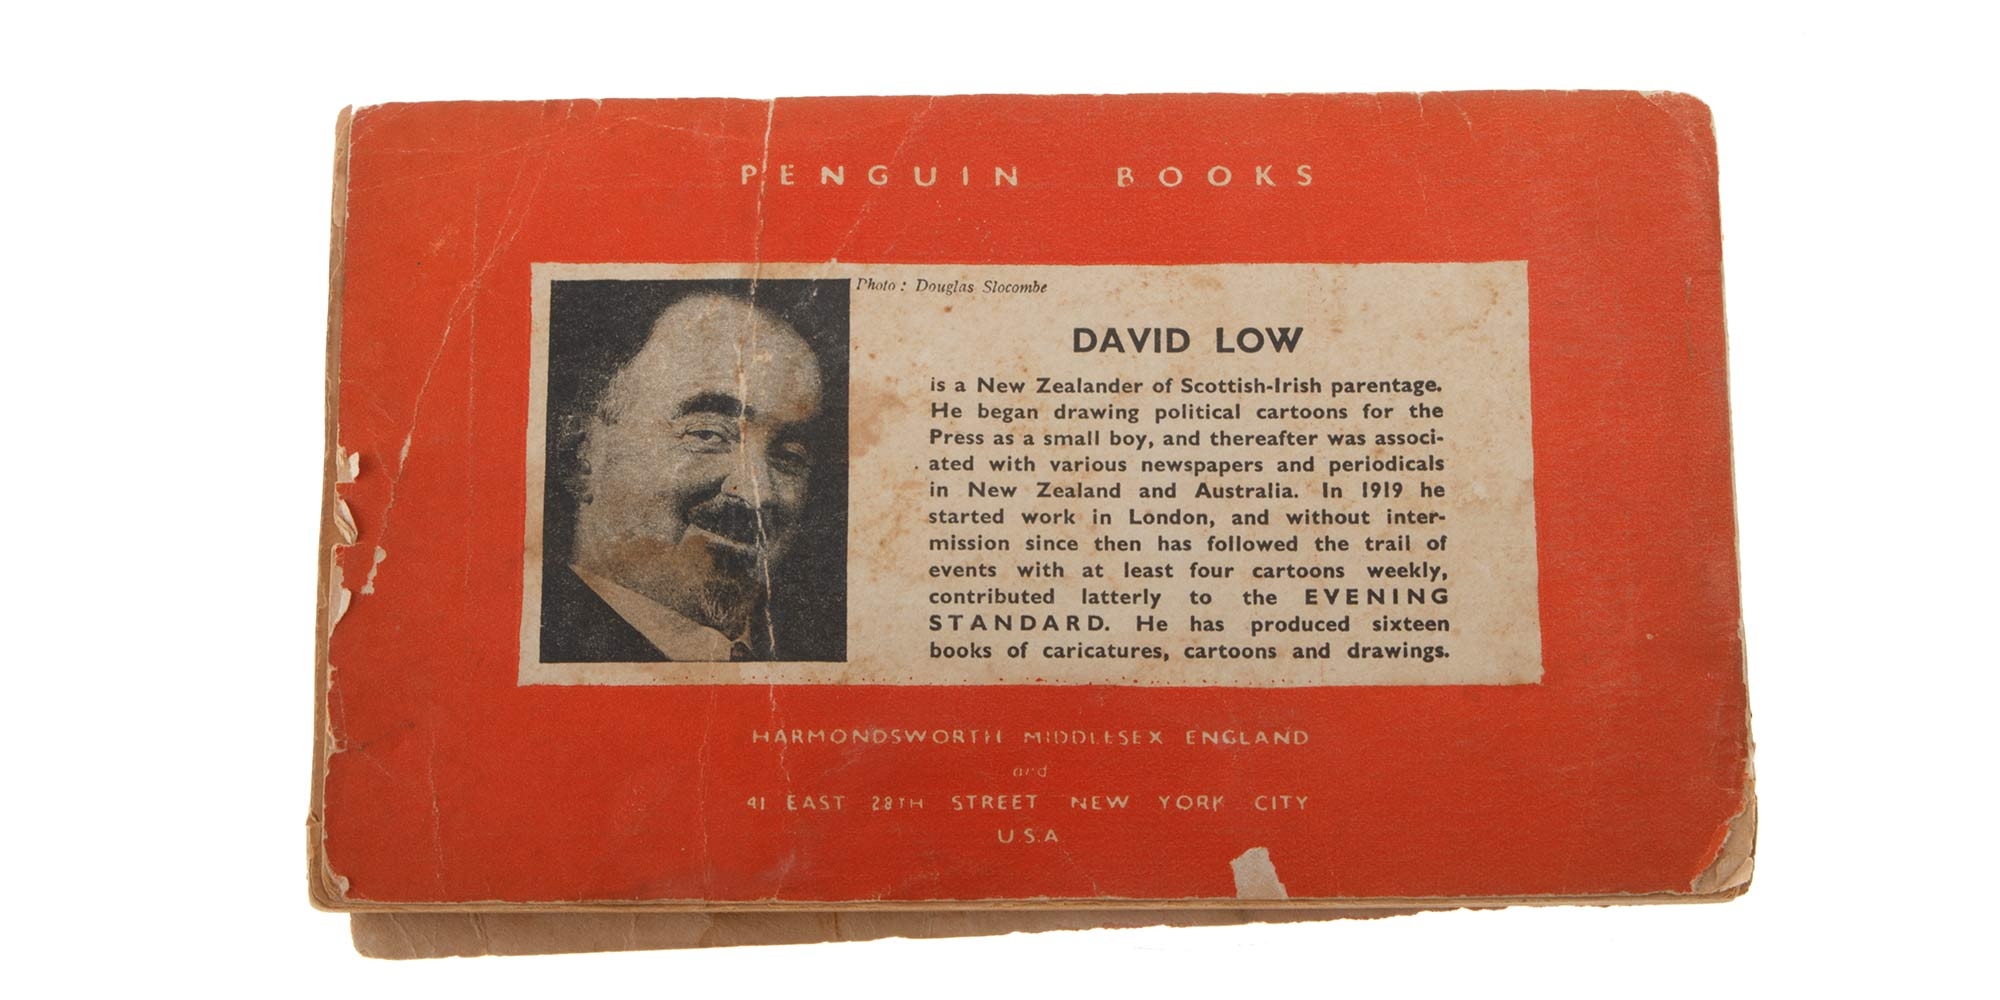 PENGUIN BOOKS
Photo: Douglas Slocombe
DAVID LOW
is a New Zealander of Scottish-Irish parentage.
He began drawing political cartoons for the
Press as a small boy, and thereafter was associ-
ated with various newspapers and periodicals
in New Zealand and Australia. In 1919 he
started work in London, and without inter-
mission since then has followed the trail of
events with at least four cartoons weekly,
contributed latterly to the EVENING
STANDARD. He has produced sixteen
books of caricatures, cartoons and drawings.
HARMONDSWORTH MIDDLESEX ENGLAND
and
41 EAST 28TH STREET NEW YORK CITY
U.S.A